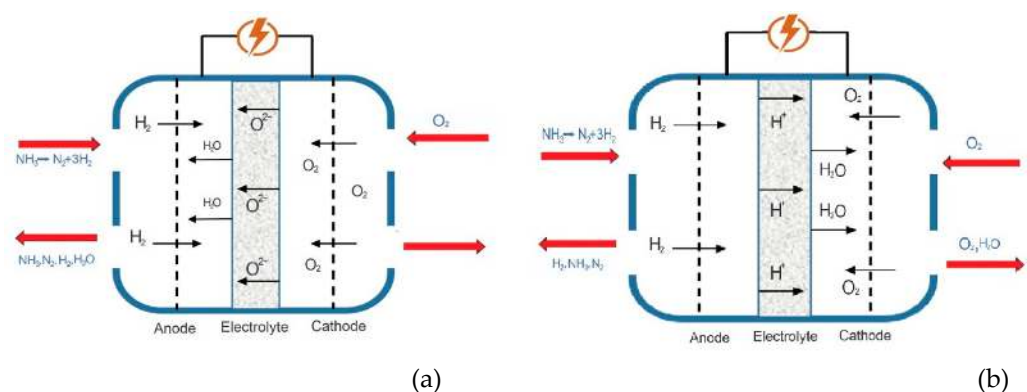 H₂
O²⁻
H₂O
O₂
NH₃→ N₂+3H₂
O₂
O₂
H₂O
O²⁻
H₂
NH₃,N₂,H₂,H₂O
O₂
O²⁻
Anode Electrolyte Cathode
(a)
O₂
H₂
H⁺
NH₃→ N₂+3H₂
O₂
H₂O
H⁺
H₂O
H₂
O₂,H₂O
H₂,NH₃,N₂
H⁺
O₂
Anode Electrolyte Cathode
(b)